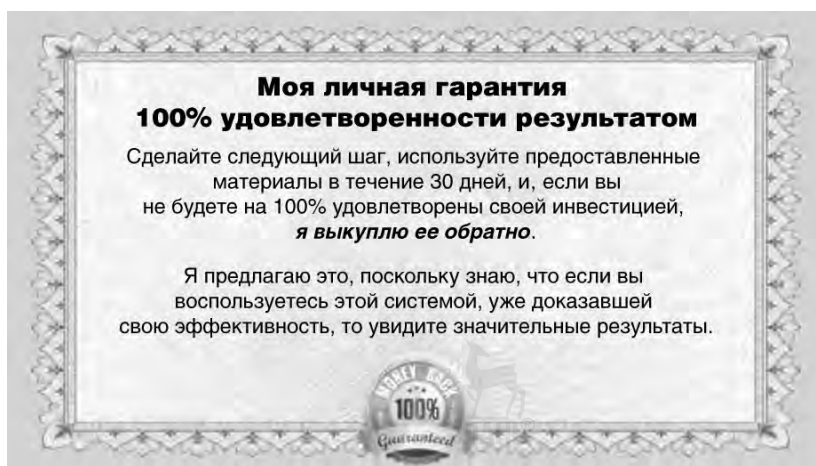 Моя личная гарантия
100% удовлетворенности результатом
Сделайте следующий шаг, используйте предоставленные
материалы в течение 30 дней, и, если вы
не будете на 100% удовлетворены своей инвестицией,
я выкуплю ее обратно.
Я предлагаю это, поскольку знаю, что если вы
воспользуетесь этой системой, уже доказавшей
свою эффективность, то увидите значительные результаты.
MONEY BACK
100%
Guaranteed